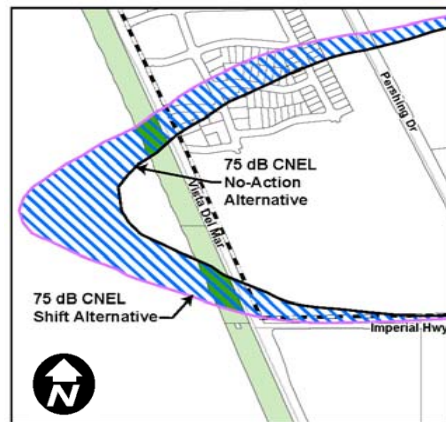 Pershing Dr
75 dB CNEL
No-Action
Alternative
Vista Del Mar
75 dB CNEL
Shift Alternative
Imperial Hwy
N